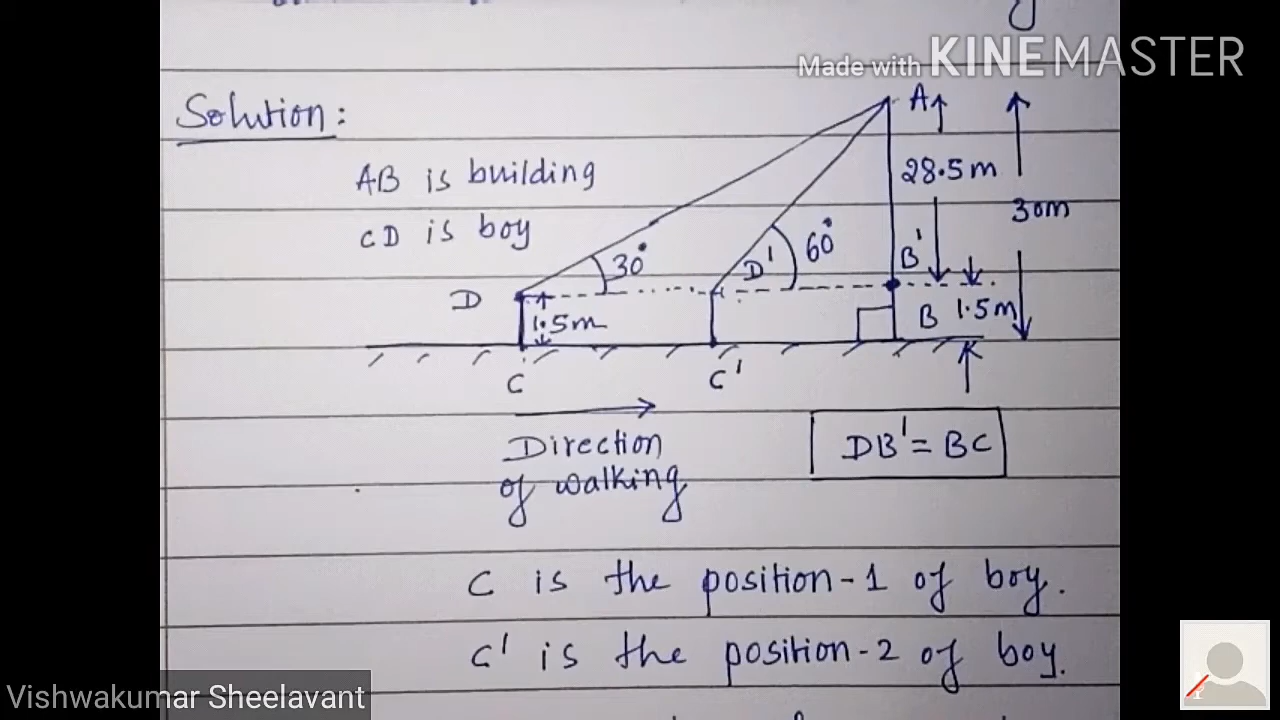 Made with KINEMASTER
Solution:
AB is building
CD is boy
A
28.5m
30m
30°
D'
60°
B'
D
1.5m
B 1.5m
C
C'
Direction
of walking
DB' = BC
C is the position-1 of boy.
C' is the position-2 of boy.
Vishwakumar Sheelavant